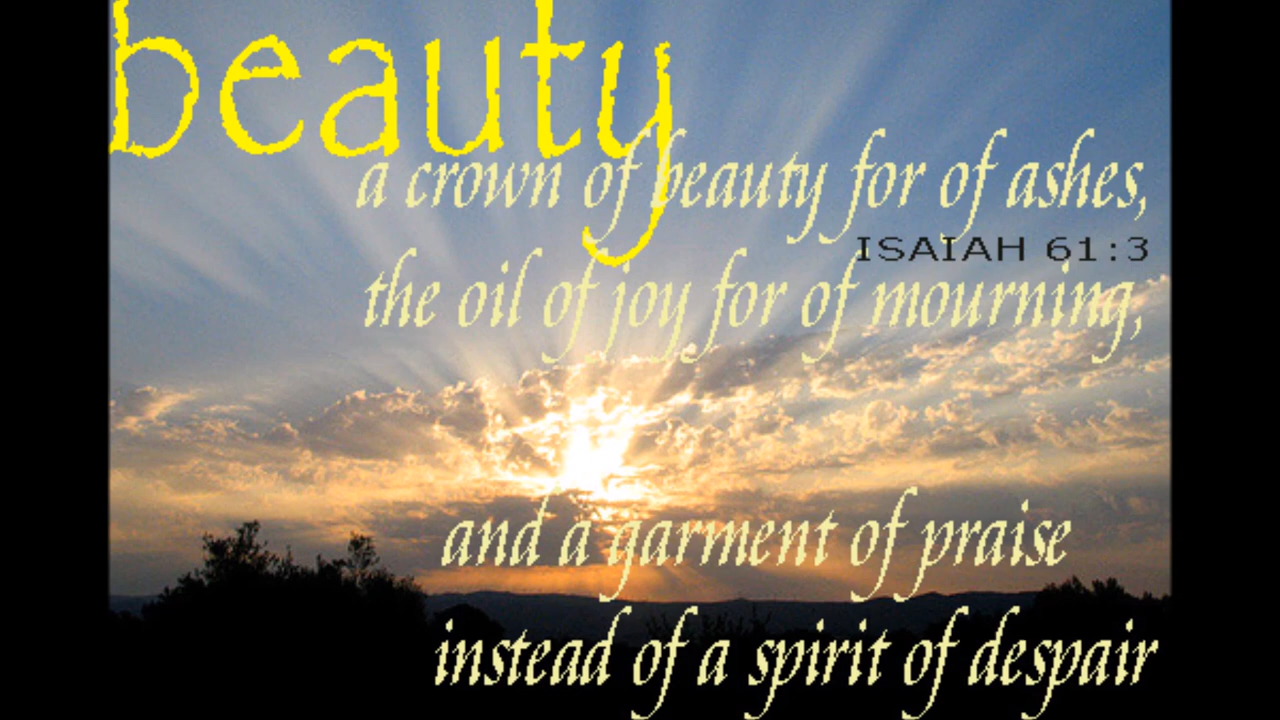 beauty
a crown of beauty for of ashes,
ISAIAH 61:3
the oil of joy for of mourning,
and a garment of praise
instead of a spirit of despair